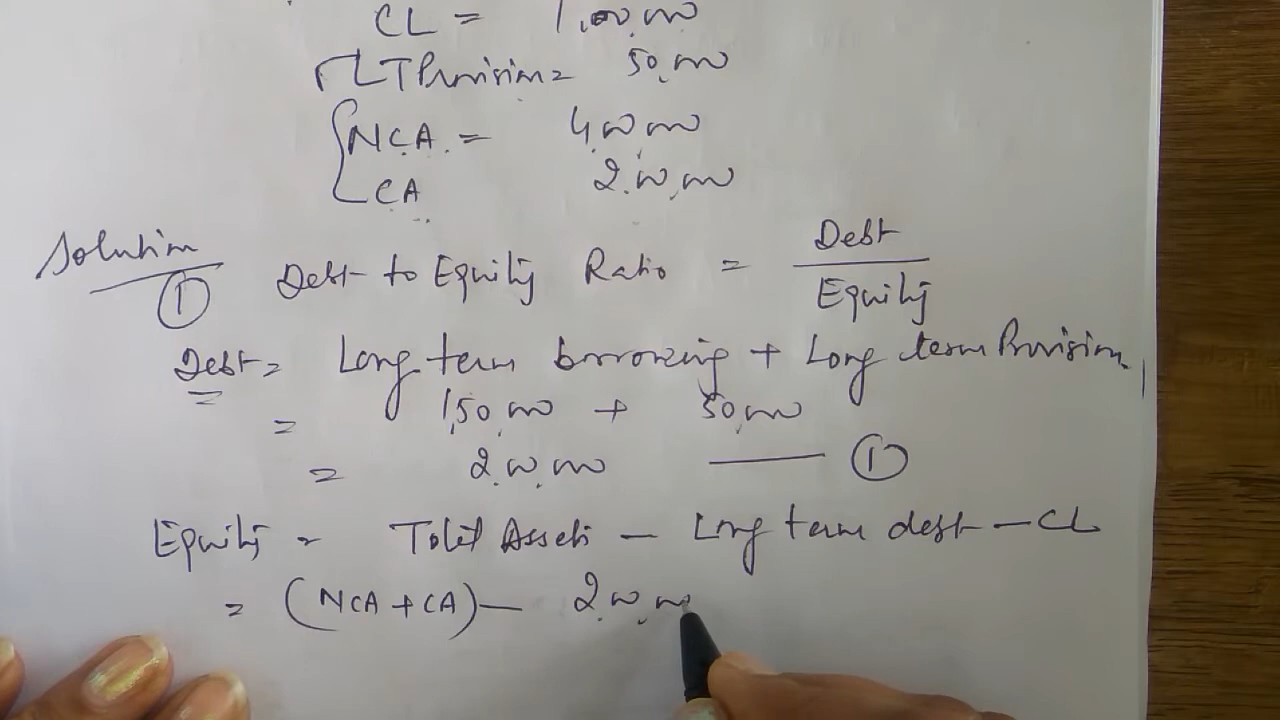 CL = 1,00,000
LT Provision = 50,000
NCA = 4,00,000
CA 2,00,000
Solution
① Debt to Equity Ratio = Debt / Equity
Debt = Long term borrowing + Long term Provision
= 1,50,000 + 50,000
= 2,00,000 —— ①
Equity = Total Assets — Long term debt — CL
= (NCA + CA) — 2,00,000